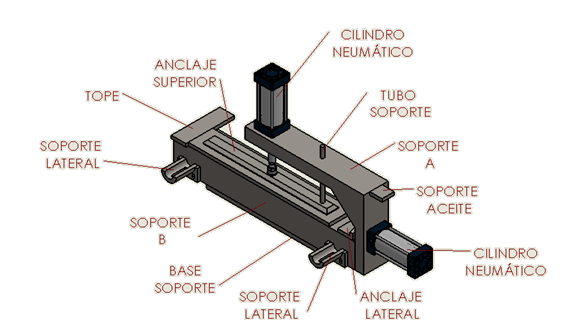 CILINDRO
NEUMÁTICO
ANCLAJE
SUPERIOR
TOPE
TUBO
SOPORTE
SOPORTE
LATERAL
SOPORTE
A
SOPORTE
ACEITE
SOPORTE
B
BASE
SOPORTE
SOPORTE
LATERAL
ANCLAJE
LATERAL
CILINDRO
NEUMÁTICO